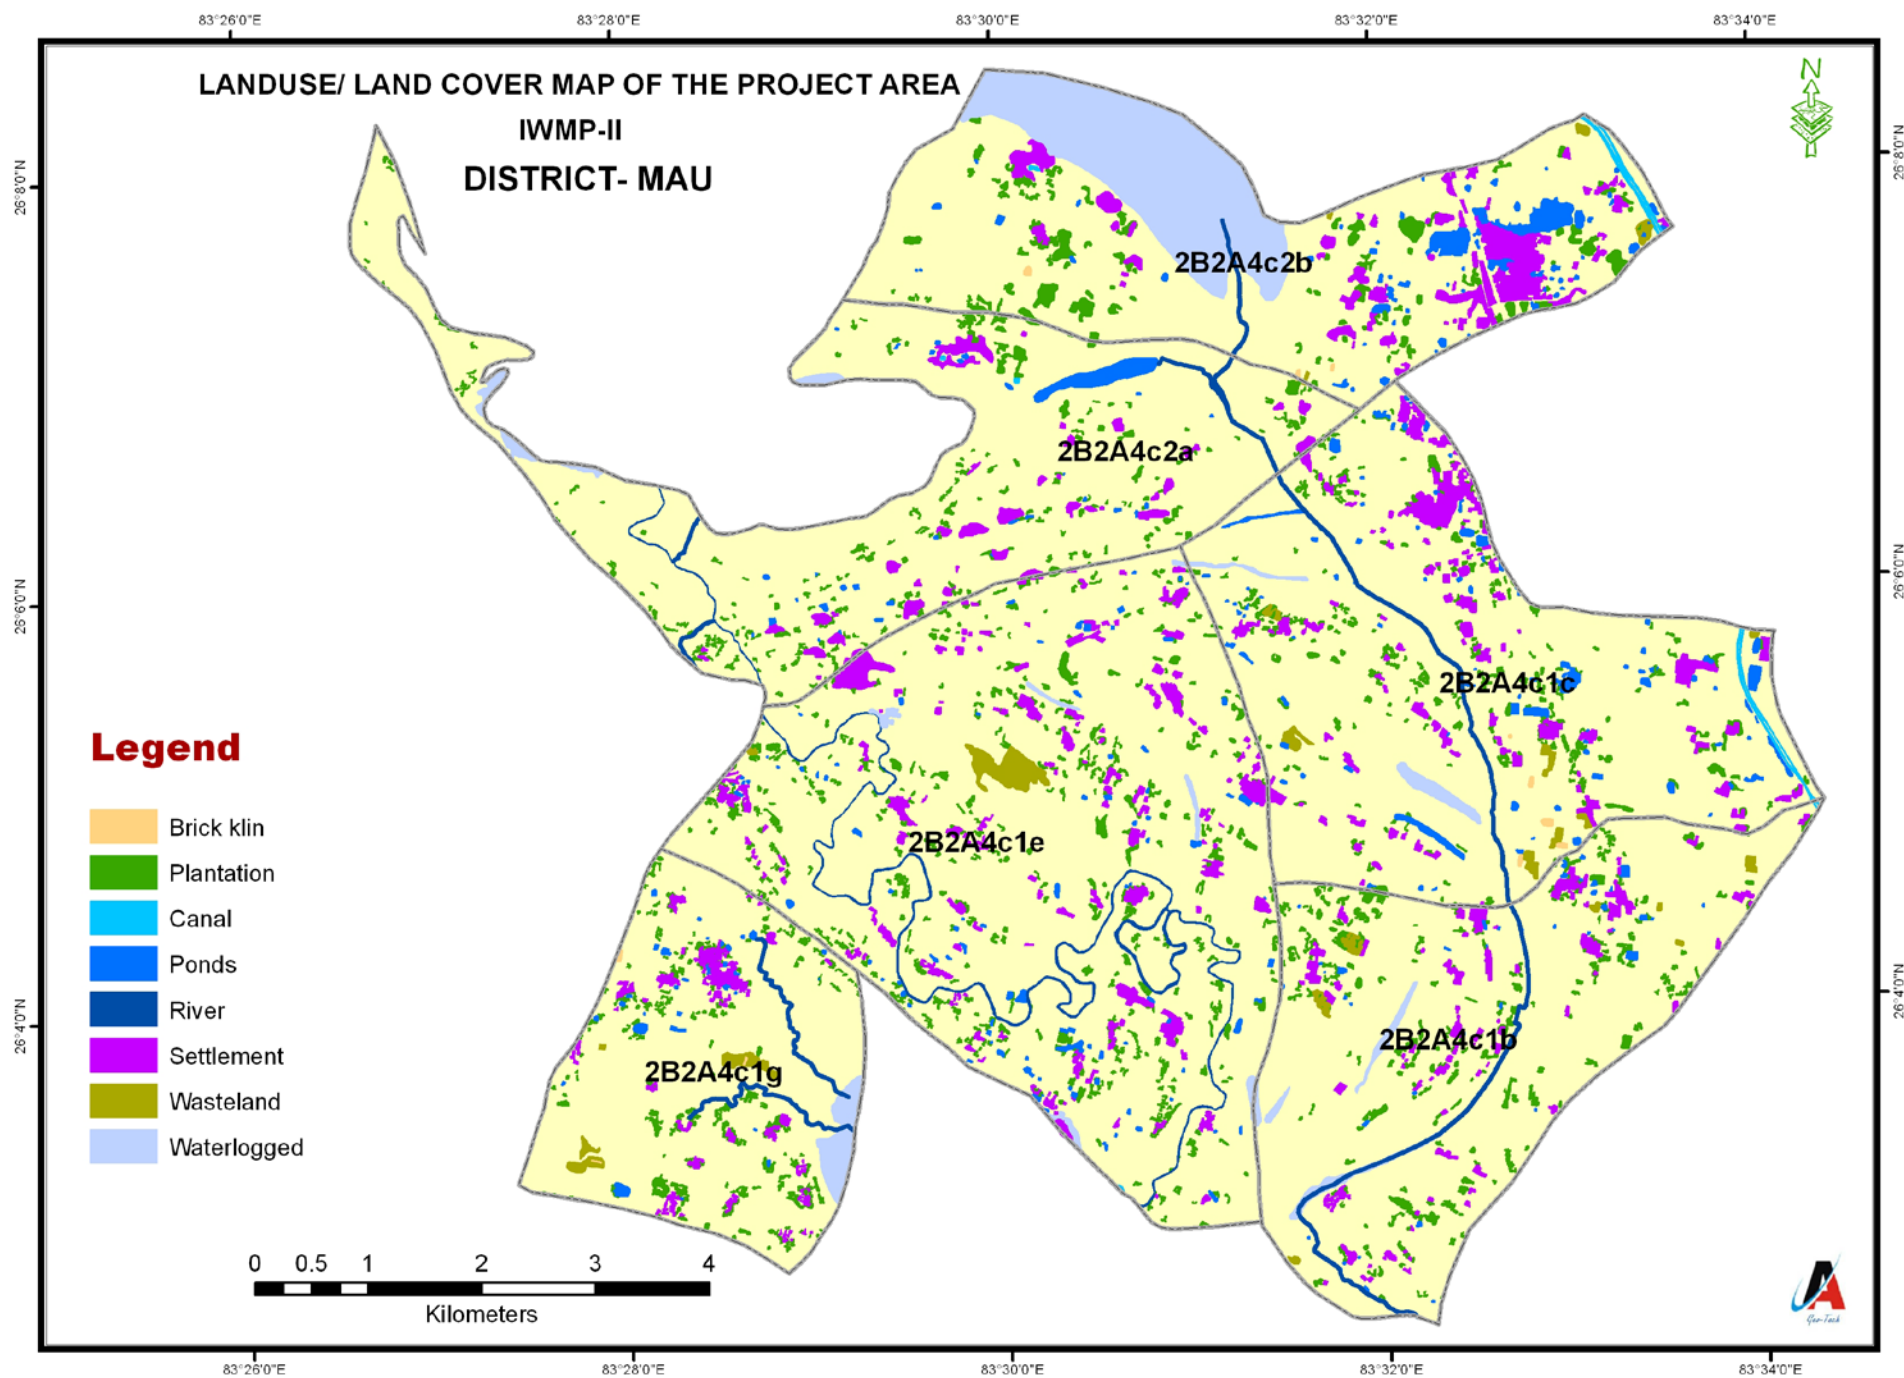 83°26'0"E 83°28'0"E 83°30'0"E 83°32'0"E 83°34'0"E
LANDUSE/ LAND COVER MAP OF THE PROJECT AREA
IWMP-II
DISTRICT- MAU
N
26°8'0"N 26°8'0"N
2B2A4c2b
2B2A4c2a
26°6'0"N 26°6'0"N
2B2A4c1c
2B2A4c1e
26°4'0"N 26°4'0"N
2B2A4c1b
2B2A4c1g
Legend
Brick klin
Plantation
Canal
Ponds
River
Settlement
Wasteland
Waterlogged
0 0.5 1 2 3 4
Kilometers
Geo-Tech
83°26'0"E 83°28'0"E 83°30'0"E 83°32'0"E 83°34'0"E